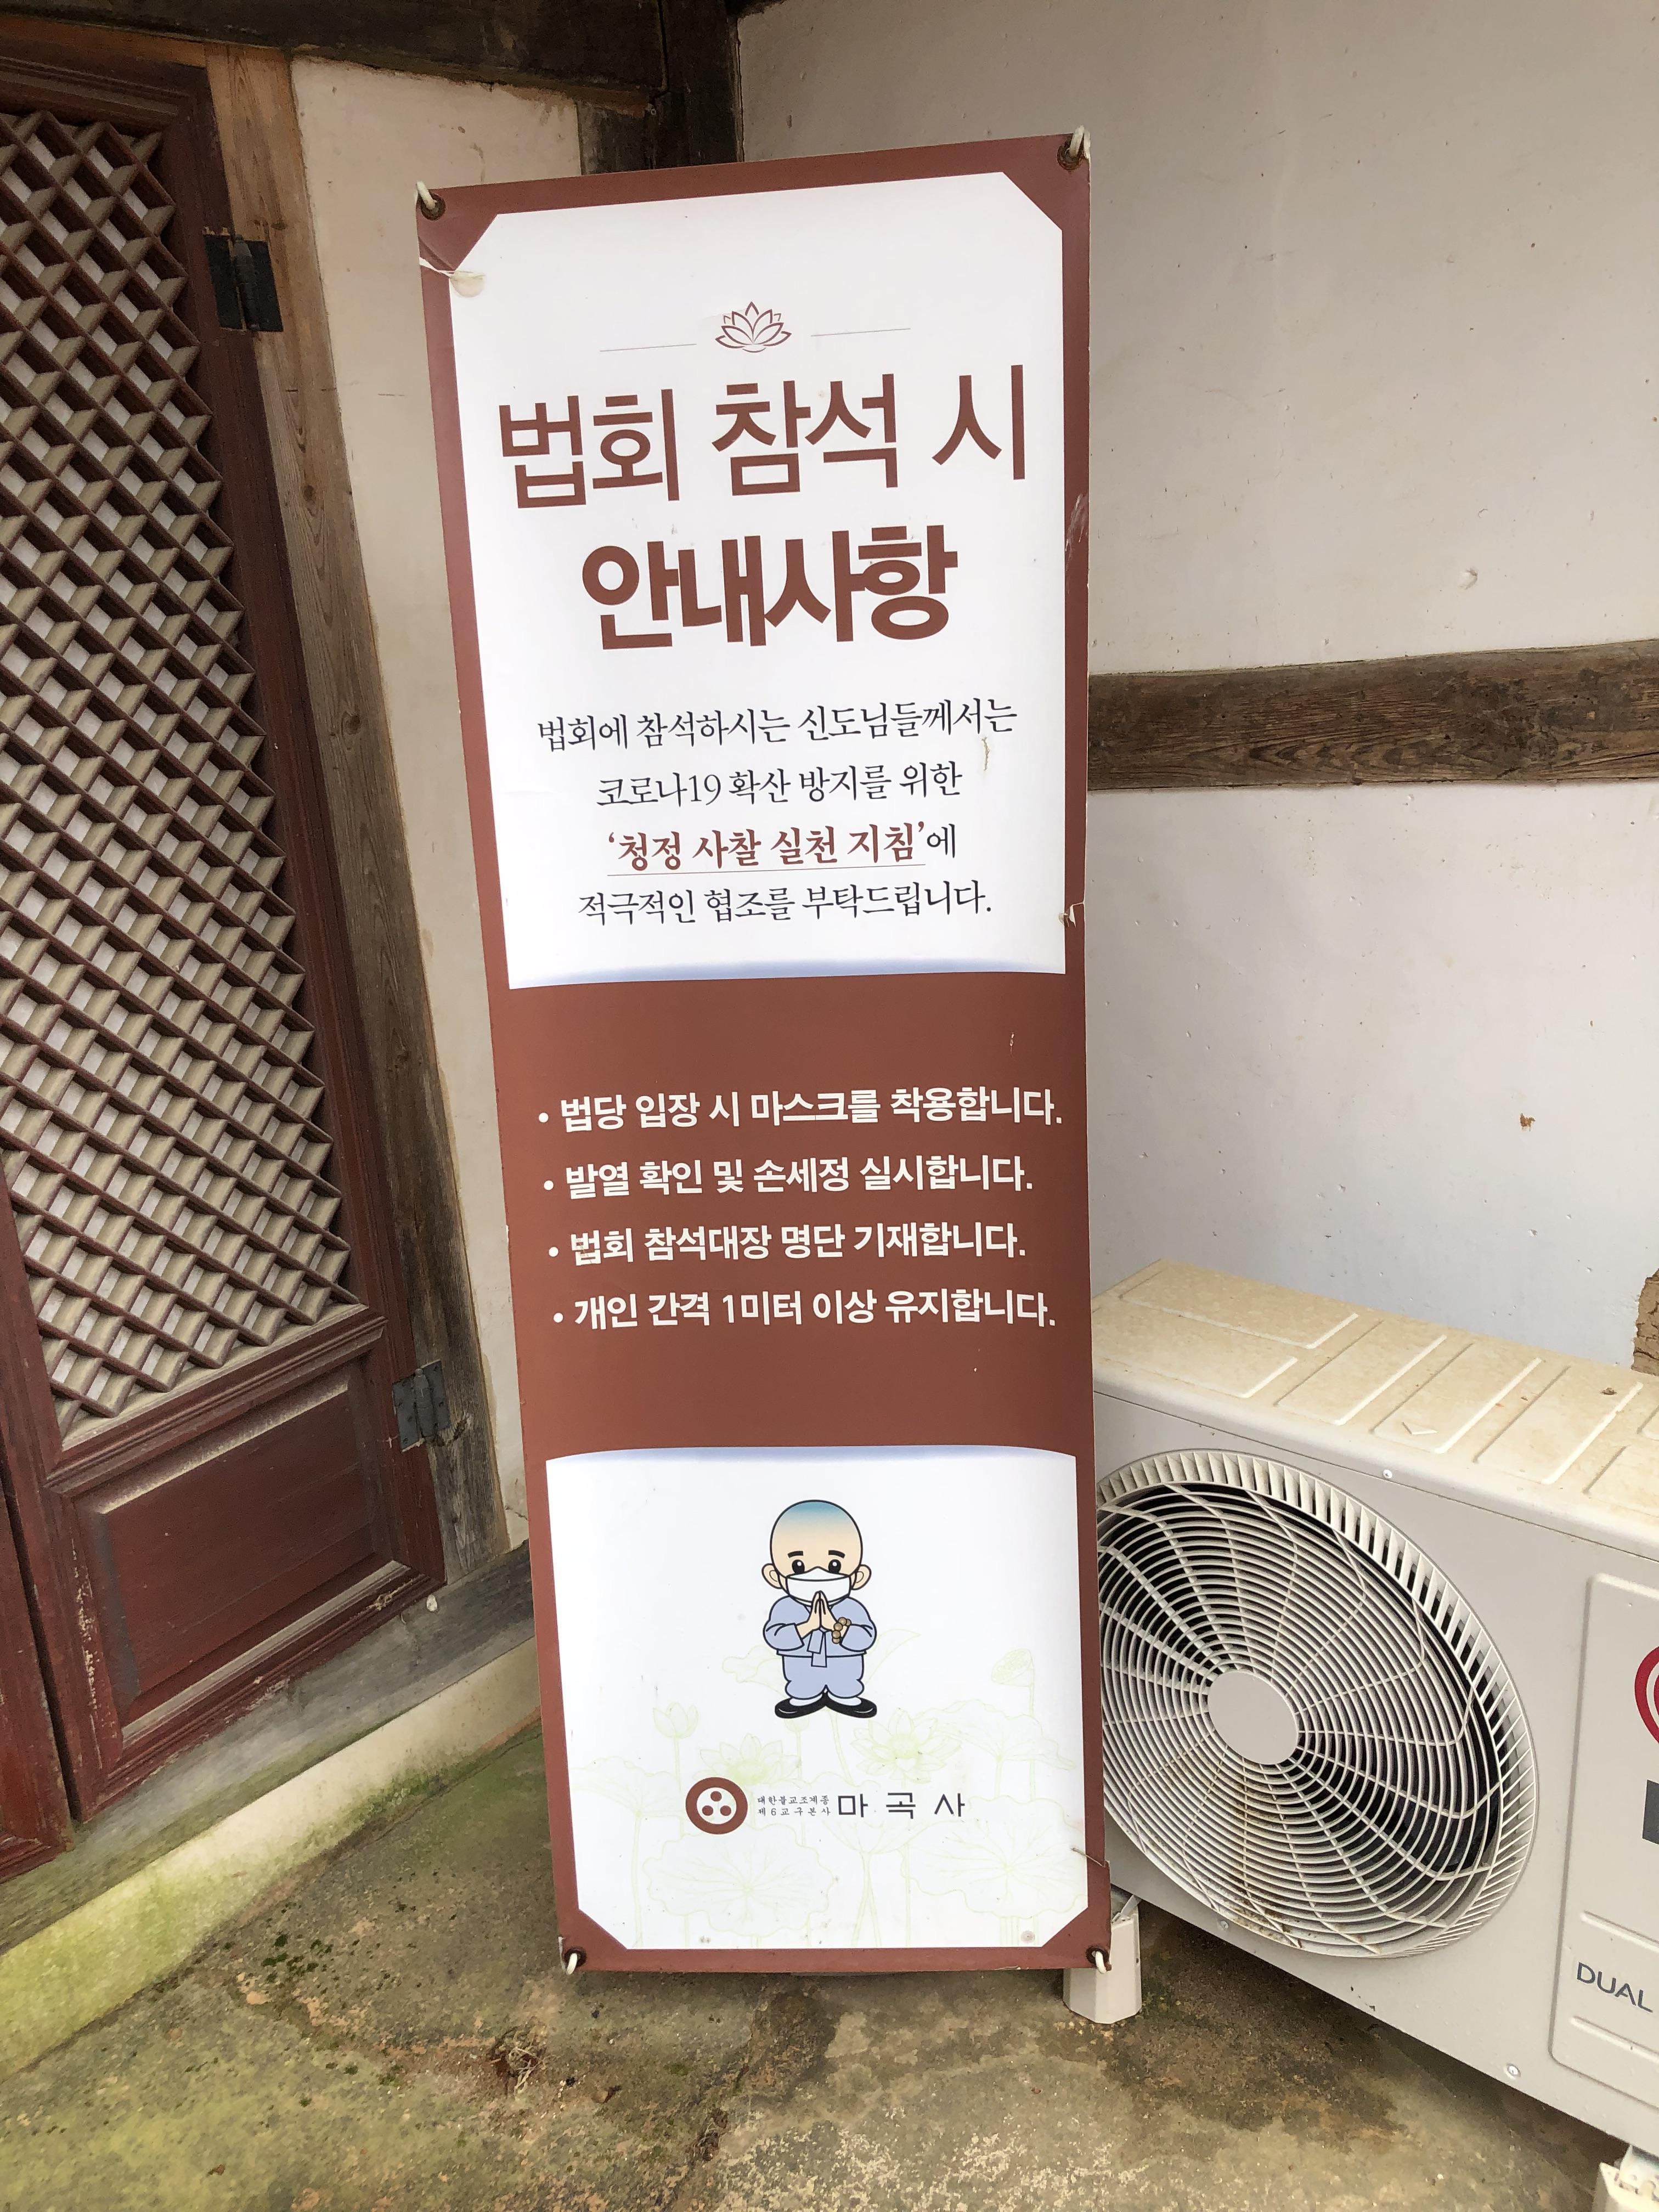 법회 참석 시
안내사항
법회에 참석하시는 신도님들께서는
코로나19 확산 방지를 위한
‘청정 사찰 실천 지침’에
적극적인 협조를 부탁드립니다.
• 법당 입장 시 마스크를 착용합니다.
• 발열 확인 및 손세정 실시합니다.
• 법회 참석대장 명단 기재합니다.
• 개인 간격 1미터 이상 유지합니다.
대한불교조계종
제6교구본사
마곡사
DUAL